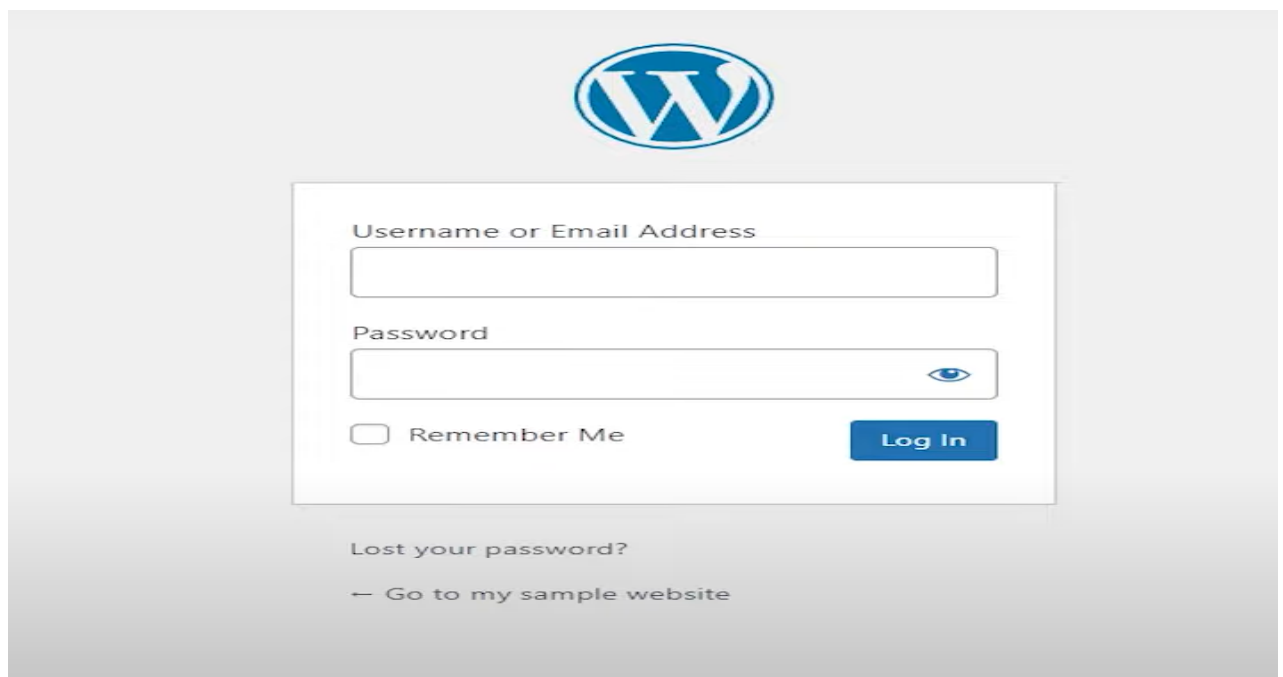 Username or Email Address
Password
Remember Me
Log In
Lost your password?
← Go to my sample website